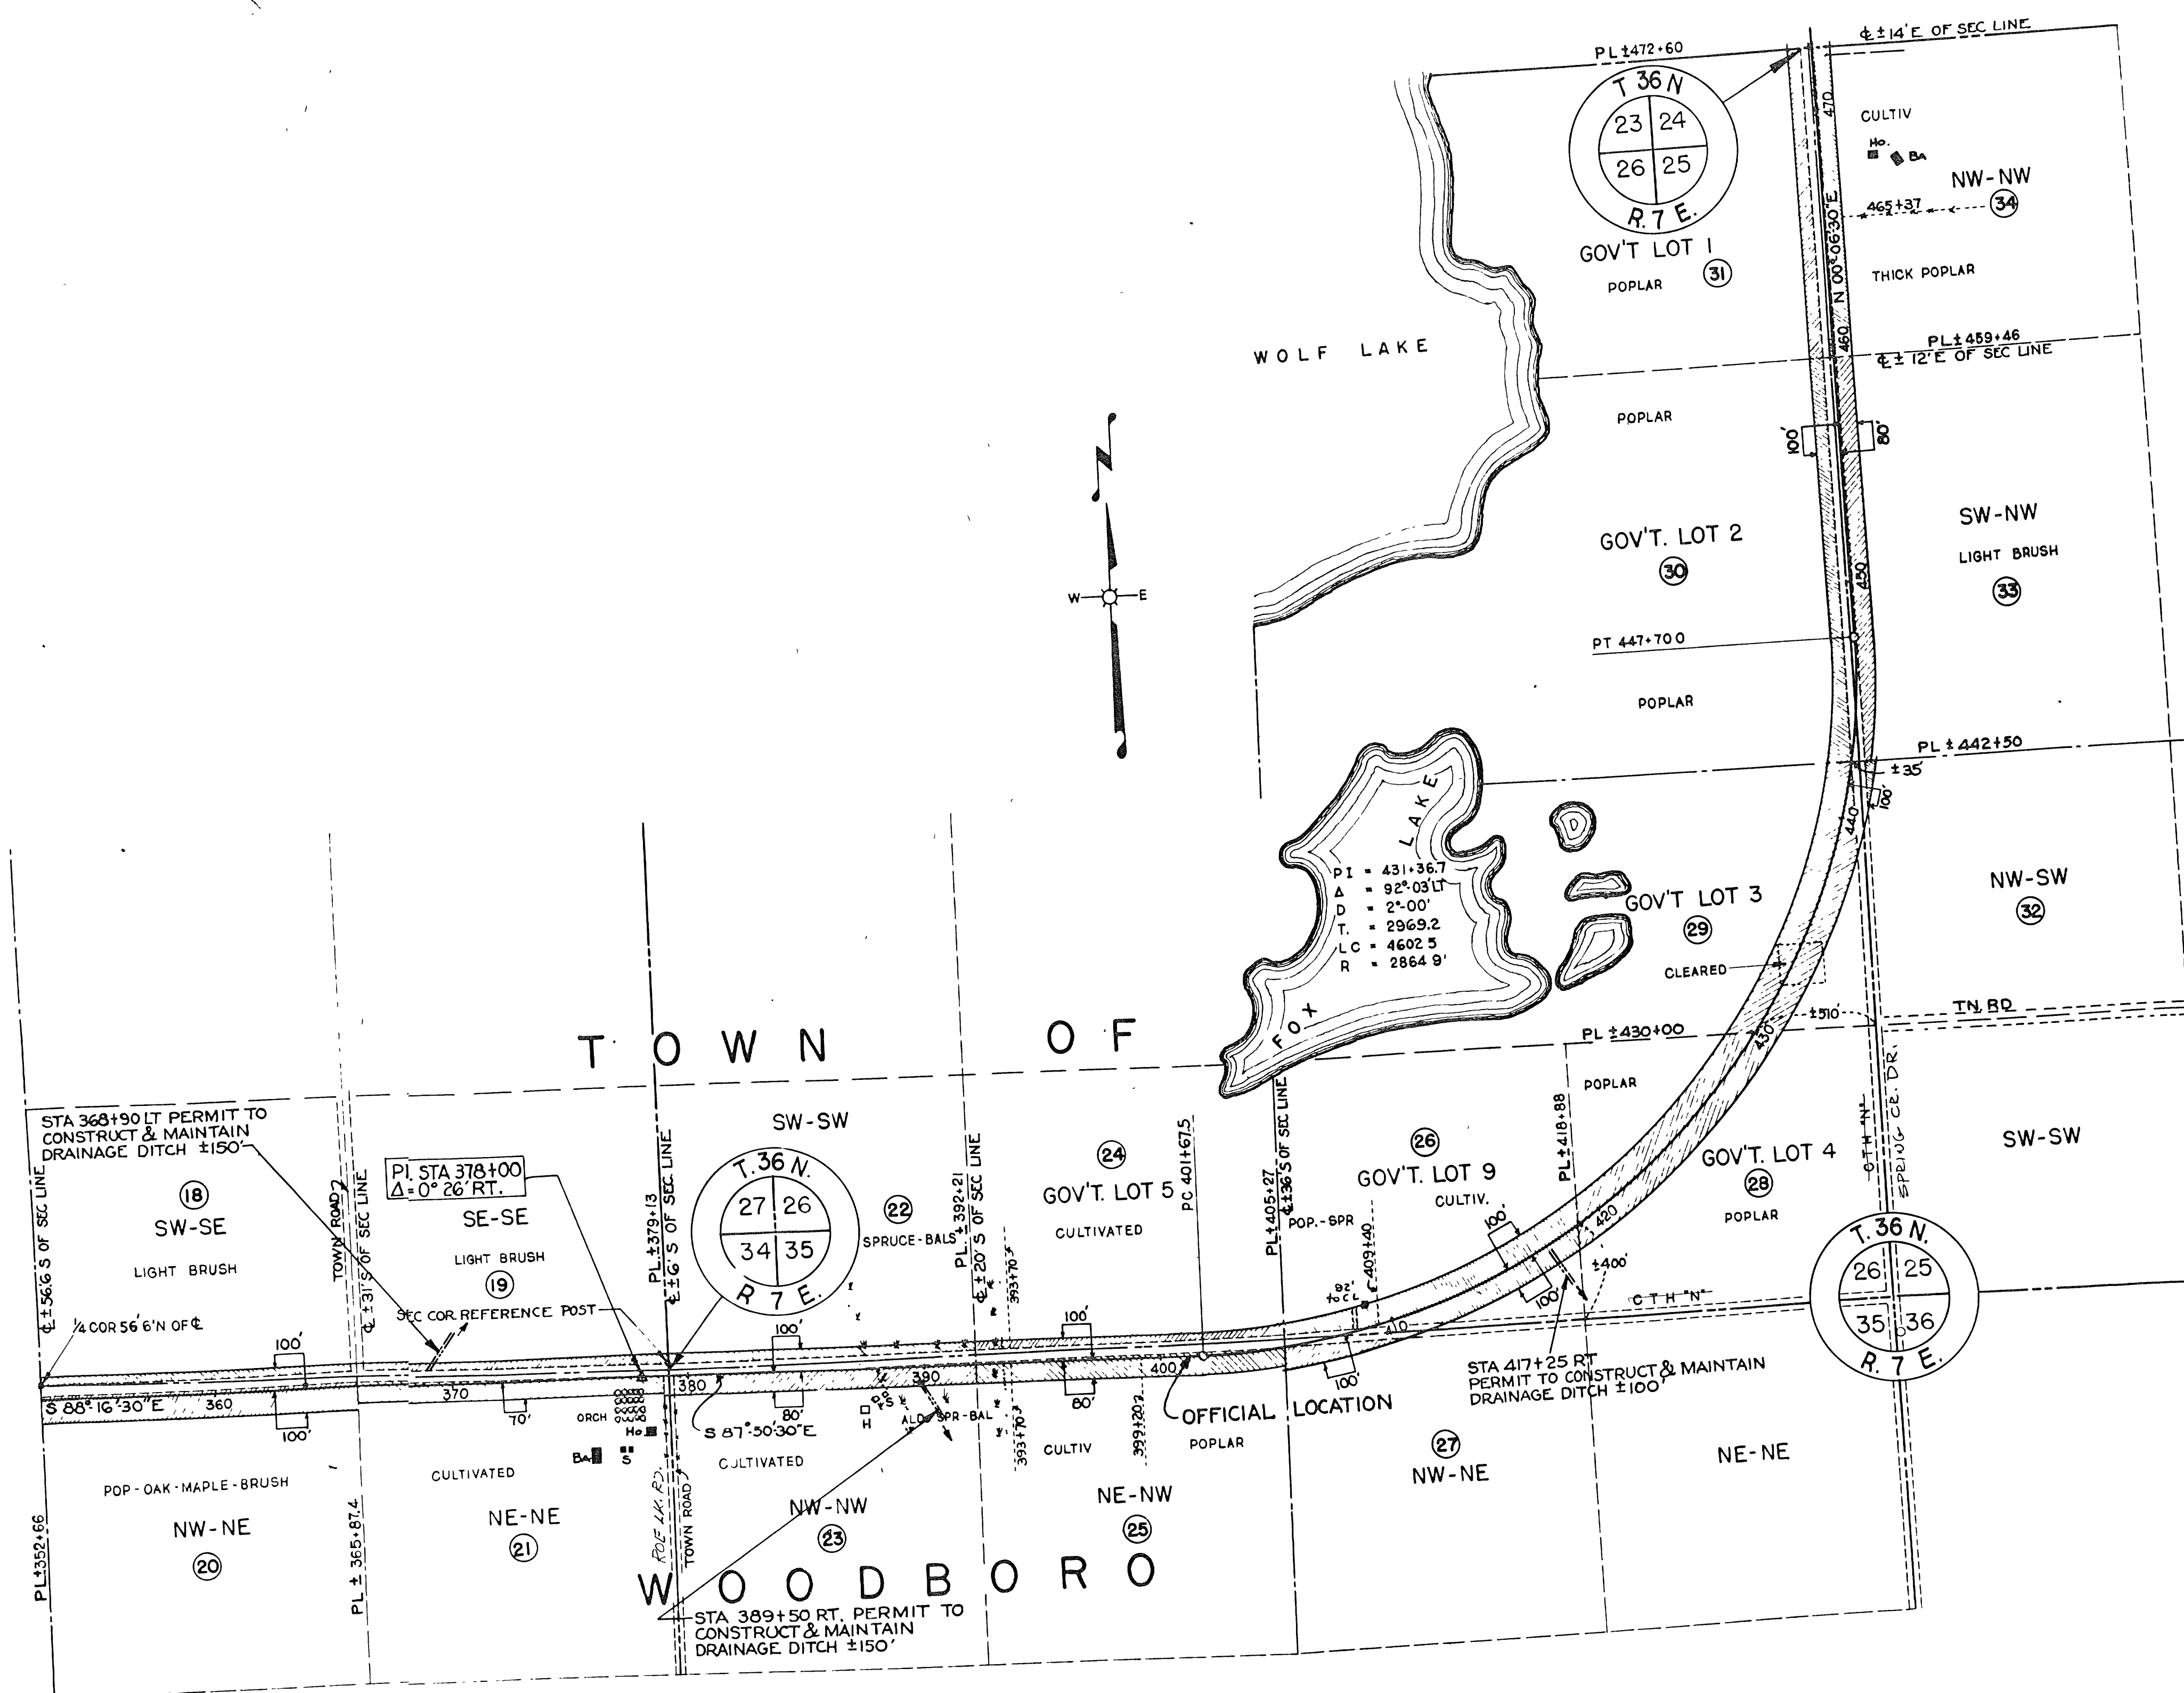 PL ± 472+60
℄ ± 14' E OF SEC LINE
T 36 N
23 24
26 25
R. 7 E.
470
CULTIV
Ho.
BA
NW-NW
34
465+37
N 00°-06'30"E
GOV'T LOT 1
31
POPLAR
THICK POPLAR
460
PL ± 459+46
℄ ± 12' E OF SEC LINE
WOLF LAKE
POPLAR
100'
80'
N
W E
GOV'T. LOT 2
30
SW-NW
LIGHT BRUSH
33
450
PT 447+70 0
POPLAR
PL ± 442+50
±35'
100'
440
FOX LAKE
PI = 431+36.7
Δ = 92°-03' LT
D = 2°-00'
T. = 2969.2
LC = 4602 5
R = 2864 9'
GOV'T LOT 3
29
CLEARED
NW-SW
32
TN. RD
±510'
PL ± 430+00
430
TOWN OF
STA 368+90 LT PERMIT TO
CONSTRUCT & MAINTAIN
DRAINAGE DITCH ±150'
℄ ± 56.6 S OF SEC LINE
18
SW-SE
LIGHT BRUSH
TOWN ROAD
℄ ± 31' S OF SEC LINE
PI. STA 378+00
Δ = 0° 26' RT.
SE-SE
LIGHT BRUSH
19
SEC COR. REFERENCE POST
PL ± 379+13
℄ ± 6' S OF SEC. LINE
SW-SW
T. 36 N.
27 26
34 35
R 7 E.
22
SPRUCE-BALS
PL. ± 392+21
℄ ± 20' S OF SEC LINE
393+70
24
GOV'T. LOT 5
CULTIVATED
PC 401+67.5
PL ± 405+27
℄ ± 36' S OF SEC LINE
26
GOV'T. LOT 9
CULTIV.
POP.-SPR
409+40
PL ± 418+88
POPLAR
GOV'T. LOT 4
28
POPLAR
C T H "N"
SPRING CR. DR.
SW-SW
420
±400'
100'
100'
C T H "N"
T. 36 N.
26 25
35 36
R. 7 E.
1/4 COR 56' 6" N OF ℄
100'
100'
100'
S 88°-16'-30" E
360
370
380
390
400
410
100'
70'
80'
80'
100'
ORCH
Ho
BA
S
S 87°-50'30" E
H
ALD SPR-BAL
393+70
399+20
CULTIV
POPLAR
OFFICIAL LOCATION
STA 417+25 RT
PERMIT TO CONSTRUCT & MAINTAIN
DRAINAGE DITCH ±100'
POP-OAK-MAPLE-BRUSH
CULTIVATED
CULTIVATED
PL ± 352+66
NW-NE
20
PL ± 365+87.4
NE-NE
21
ROE LK. RD.
TOWN ROAD
NW-NW
23
NE-NW
25
27
NW-NE
NE-NE
WOODBORO
STA 389+50 RT. PERMIT TO
CONSTRUCT & MAINTAIN
DRAINAGE DITCH ±150'